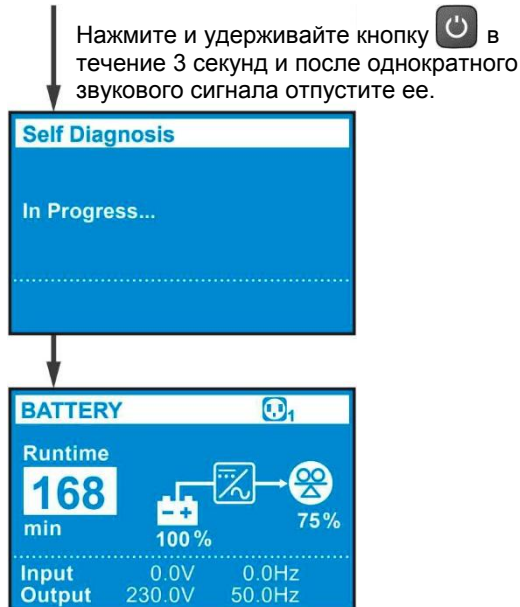 Нажмите и удерживайте кнопку в
течение 3 секунд и после однократного
звукового сигнала отпустите ее.
Self Diagnosis
In Progress...
BATTERY 1
Runtime
168
min
100%
75%
Input 0.0V 0.0Hz
Output 230.0V 50.0Hz